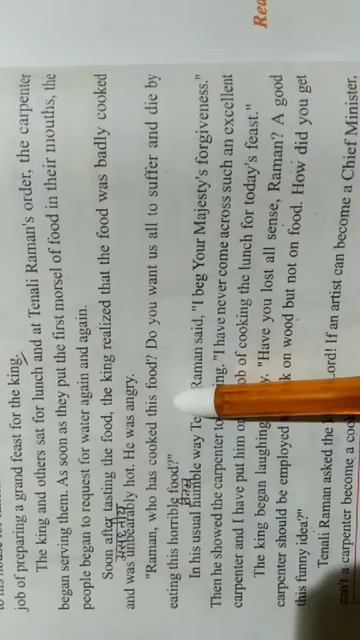 job of preparing a grand feast for the king.
The king and others sat for lunch and at Tenali Raman's order, the carpenter
began serving them. As soon as they put the first morsel of food in their mouths, the
people began to request for water again and again.
Soon after tasting the food, the king realized that the food was badly cooked
असहनीय
and was unbearably hot. He was angry.
"Raman, who has cooked this food? Do you want us all to suffer and die by
eating this horrible food?"
विनम्र
In his usual humble way Te Raman said, "I beg Your Majesty's forgiveness."
Then he showed the carpenter to ing. "I have never come across such an excellent
carpenter and I have put him on ob of cooking the lunch for today's feast."
The king began laughing y. "Have you lost all sense, Raman? A good
carpenter should be employed k on wood but not on food. How did you get
this funny idea?"
Tenali Raman asked the k Lord! If an artist can become a Chief Minister,
can't a carpenter become a coo
Rea